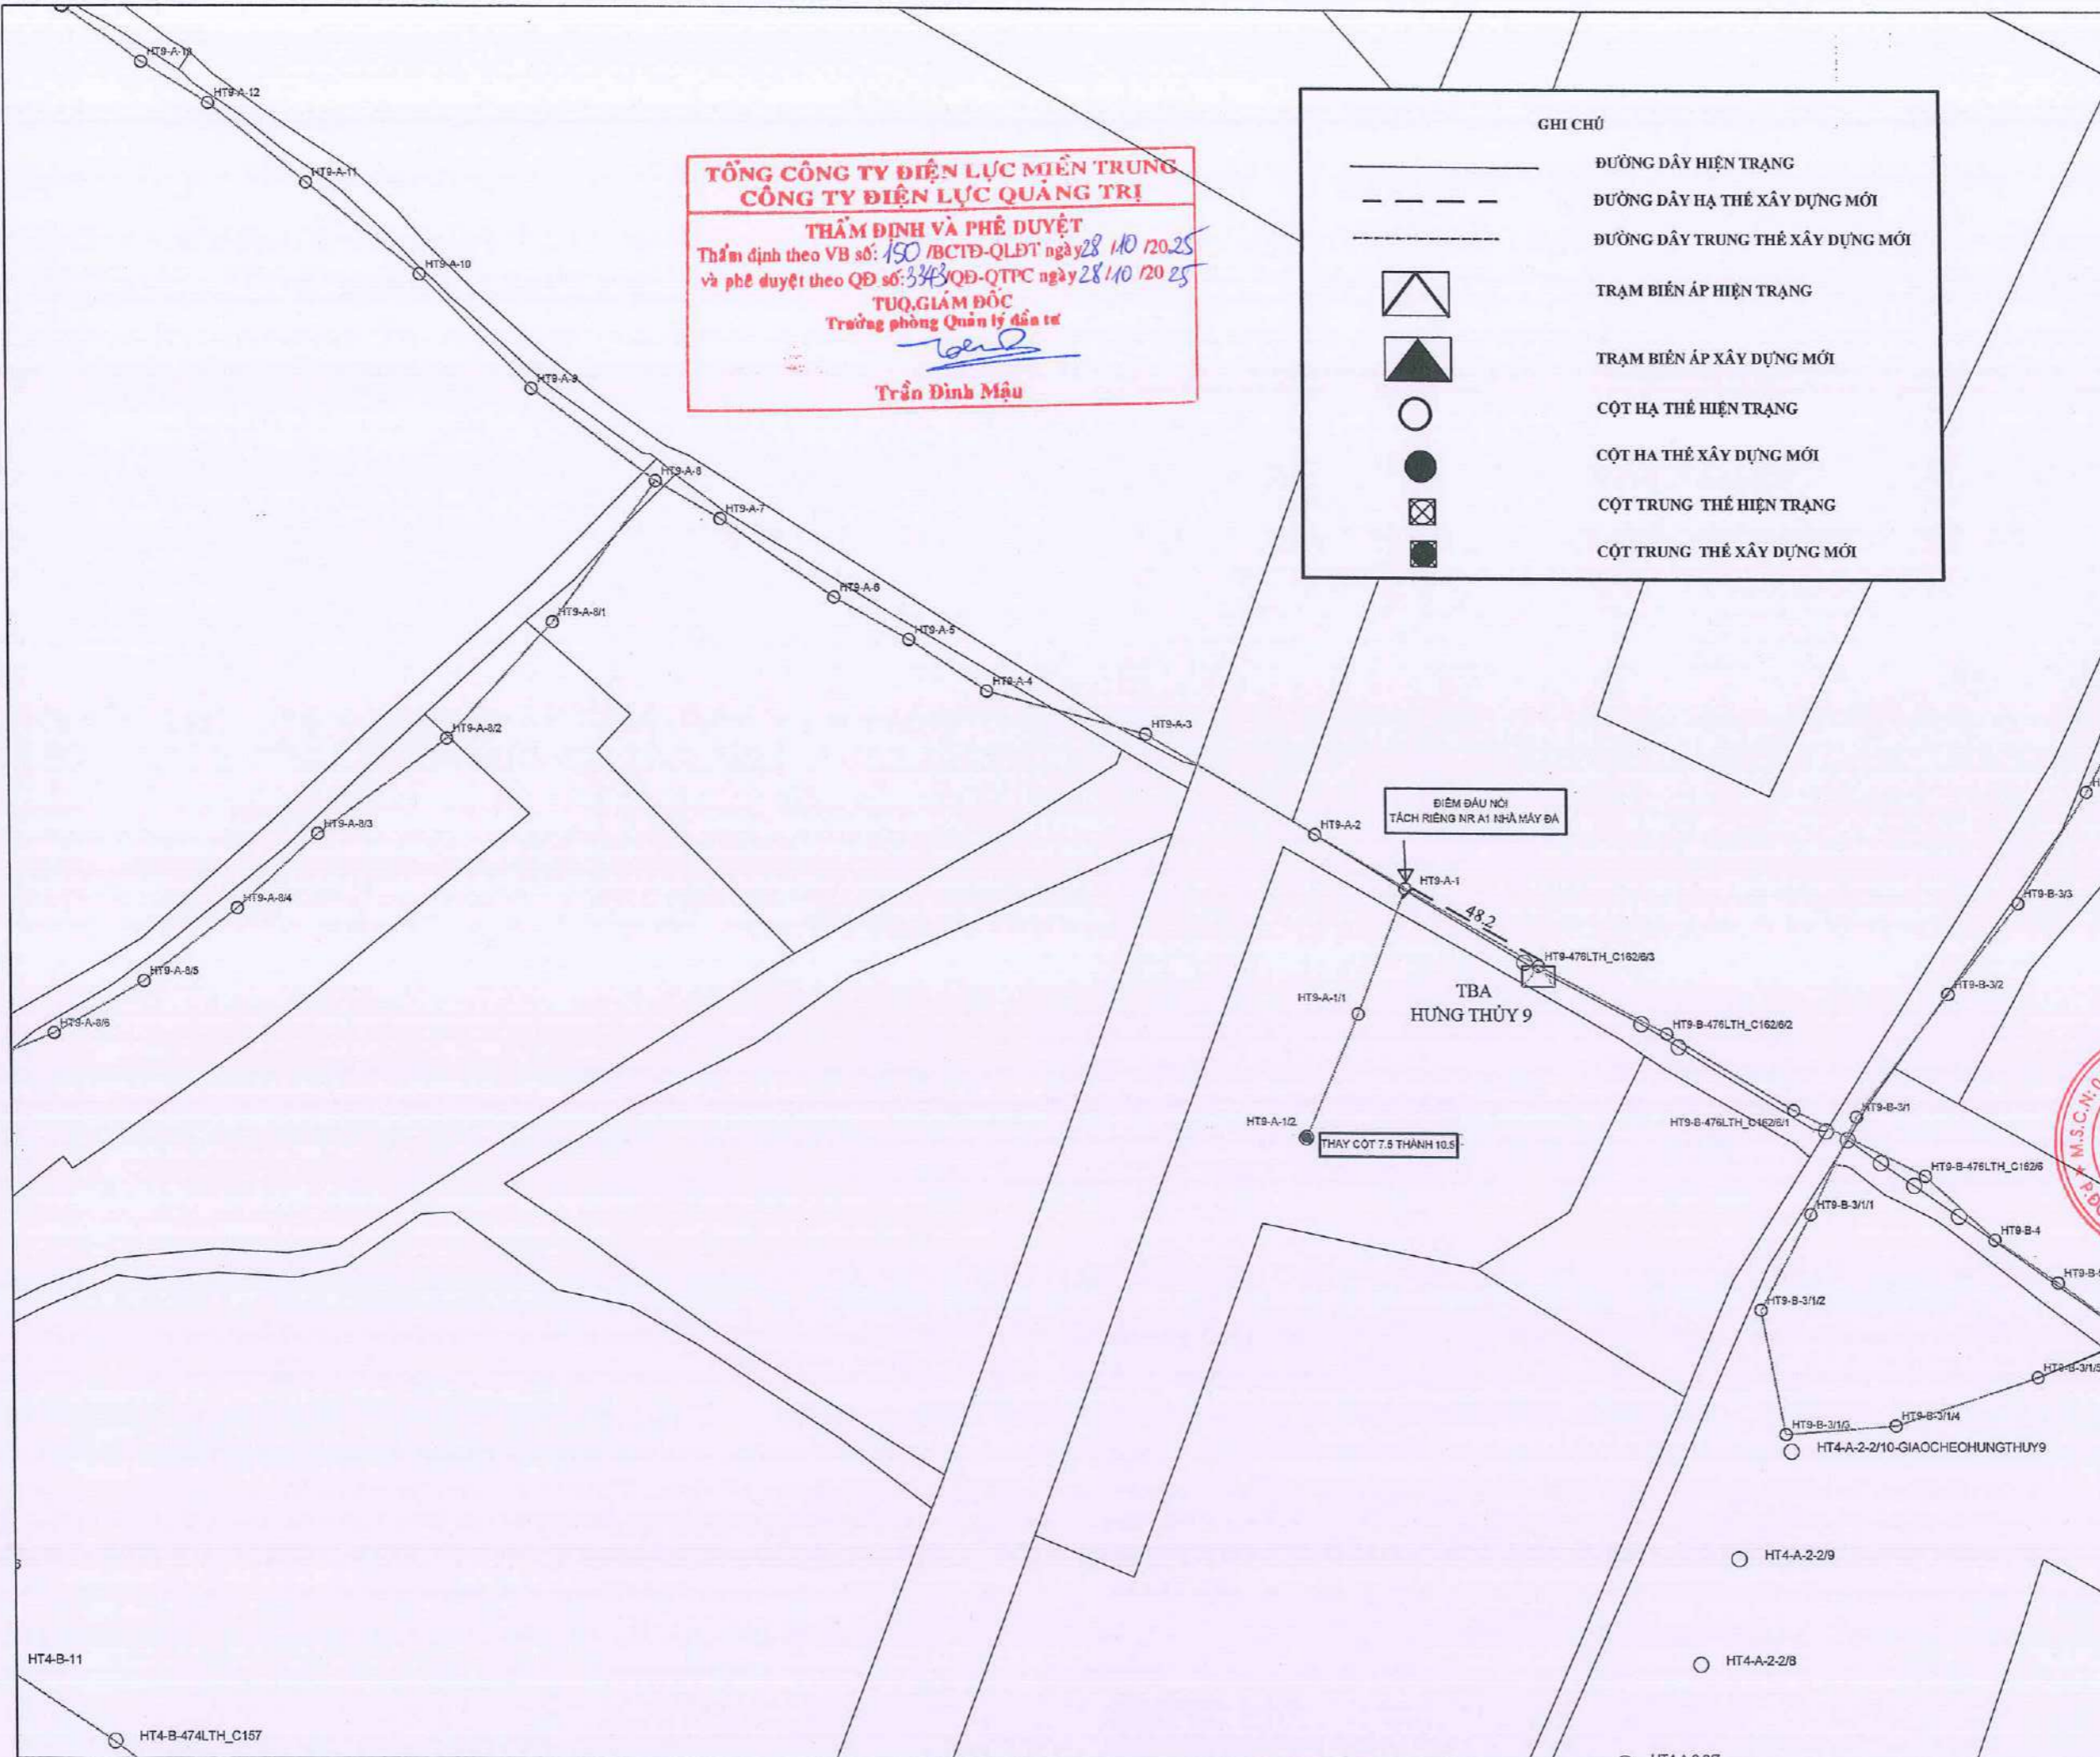 HT9-A-13
HT9-A-12
HT9-A-11
HT9-A-10
HT9-A-9
HT9-A-8
HT9-A-7
HT9-A-6
HT9-A-5
HT9-A-4
HT9-A-3
HT9-A-2
HT9-A-1
TỔNG CÔNG TY ĐIỆN LỰC MIỀN TRUNG
CÔNG TY ĐIỆN LỰC QUẢNG TRỊ
THẨM ĐỊNH VÀ PHÊ DUYỆT
Thẩm định theo VB số: 150 /BCTĐ-QLĐT ngày 28 /10 /2025
và phê duyệt theo QĐ số: 3343/QĐ-QTPC ngày 28/10 /2025
TUQ.GIÁM ĐỐC
Trưởng phòng Quản lý đầu tư
Trần Đình Mậu
GHI CHÚ
ĐƯỜNG DÂY HIỆN TRẠNG
ĐƯỜNG DÂY HẠ THẾ XÂY DỰNG MỚI
ĐƯỜNG DÂY TRUNG THẾ XÂY DỰNG MỚI
TRẠM BIẾN ÁP HIỆN TRẠNG
TRẠM BIẾN ÁP XÂY DỰNG MỚI
CỘT HẠ THẾ HIỆN TRẠNG
CỘT HA THẾ XÂY DỰNG MỚI
CỘT TRUNG THẾ HIỆN TRẠNG
CỘT TRUNG THẾ XÂY DỰNG MỚI
HT9-A-8/1
HT9-A-8/2
HT9-A-8/3
HT9-A-8/4
HT9-A-8/5
HT9-A-8/6
ĐIỂM ĐẤU NỐI
TÁCH RIÊNG NR A1 NHÀ MÁY ĐÁ
48.2
HT9-476LTH_C162/6/3
TBA
HƯNG THỦY 9
HT9-A-1/1
HT9-A-1/2
THAY CỘT 7.5 THÀNH 10.5
HT9-B-476LTH_C162/6/2
HT9-B-476LTH_C162/6/1
HT9-B-3/3
HT9-B-3/2
HT9-B-3/1
HT9-B-476LTH_C162/6
HT9-B-3/1/1
HT9-B-4
HT9-B-3/1/2
HT9-B-3/1/5
HT9-B-3/1/3
HT9-B-3/1/4
HT4-A-2-2/10-GIAOCHEOHUNGTHUY9
HT4-A-2-2/9
HT4-A-2-2/8
HT4-B-11
HT4-B-474LTH_C157
★ M.S.C.N: